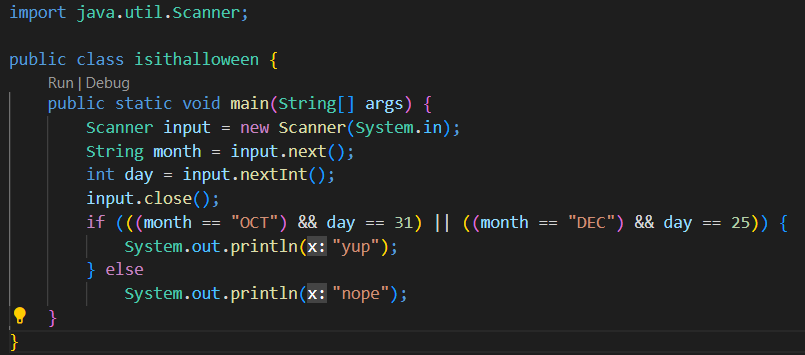 import java.util.Scanner;
public class isithalloween {
Run | Debug
public static void main(String[] args) {
Scanner input = new Scanner(System.in);
String month = input.next();
int day = input.nextInt();
input.close();
if (((month == "OCT") && day == 31) || ((month == "DEC") && day == 25)) {
System.out.println(x: "yup");
} else
System.out.println(x: "nope");
}
}